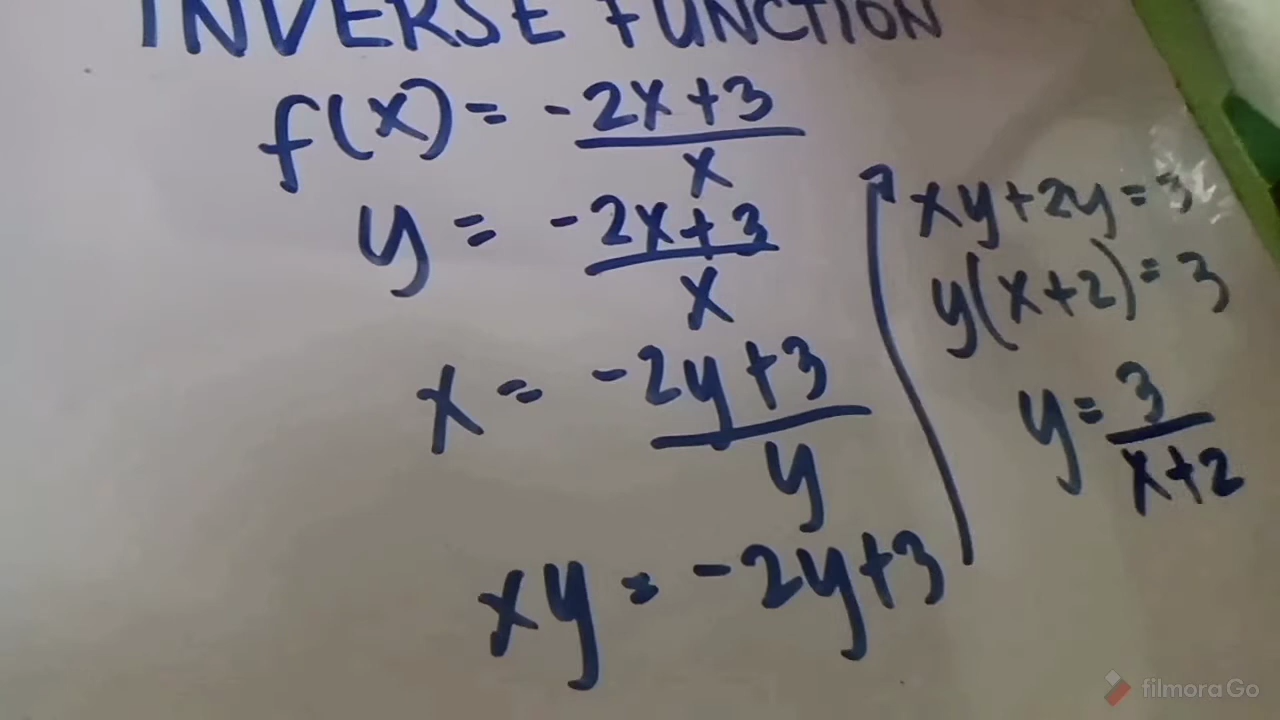 INVERSE FUNCTION
f(x) = -2x+3
x
y = -2x+3
x
x = -2y+3
y
xy = -2y+3
xy+2y=3
y(x+2)=3
y= 3
x+2
filmoraGo